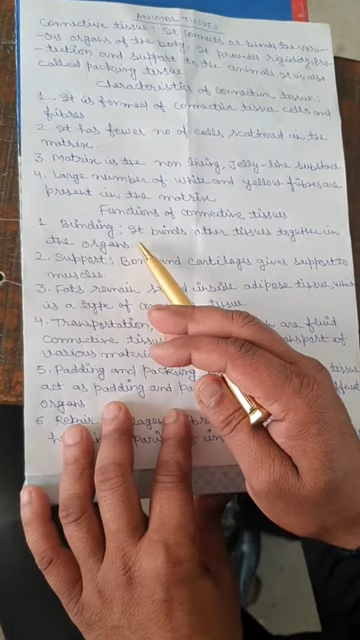 ANIMAL TISSUES
Connective tissue: It connects or binds the vari-
-ous organs of the body. It provides rigidity, Pro-
-tection and support to the animals. It is also
called packing tissue
Characteristics of connective tissue:
1. It is formed of connective tissue cells and
fibres.
2. It has fewer no of cells scattered in the
matrix.
3. Matrix is the non living, Jelly-like substance
4. Large number of white and yellow fibres are
present in the matrix
Functions of connective tissues
1 Binding: It binds other tissues together in
the organs.
2. Support: Bone and cartilages gives support to
muscles.
3. Fats remain inside adipose tissue, which
is a type of tissue
4. Transportation, are fluid
connective tissue transport of
various
5. Padding and packing tissue
act as padding and
organs
6. Repair